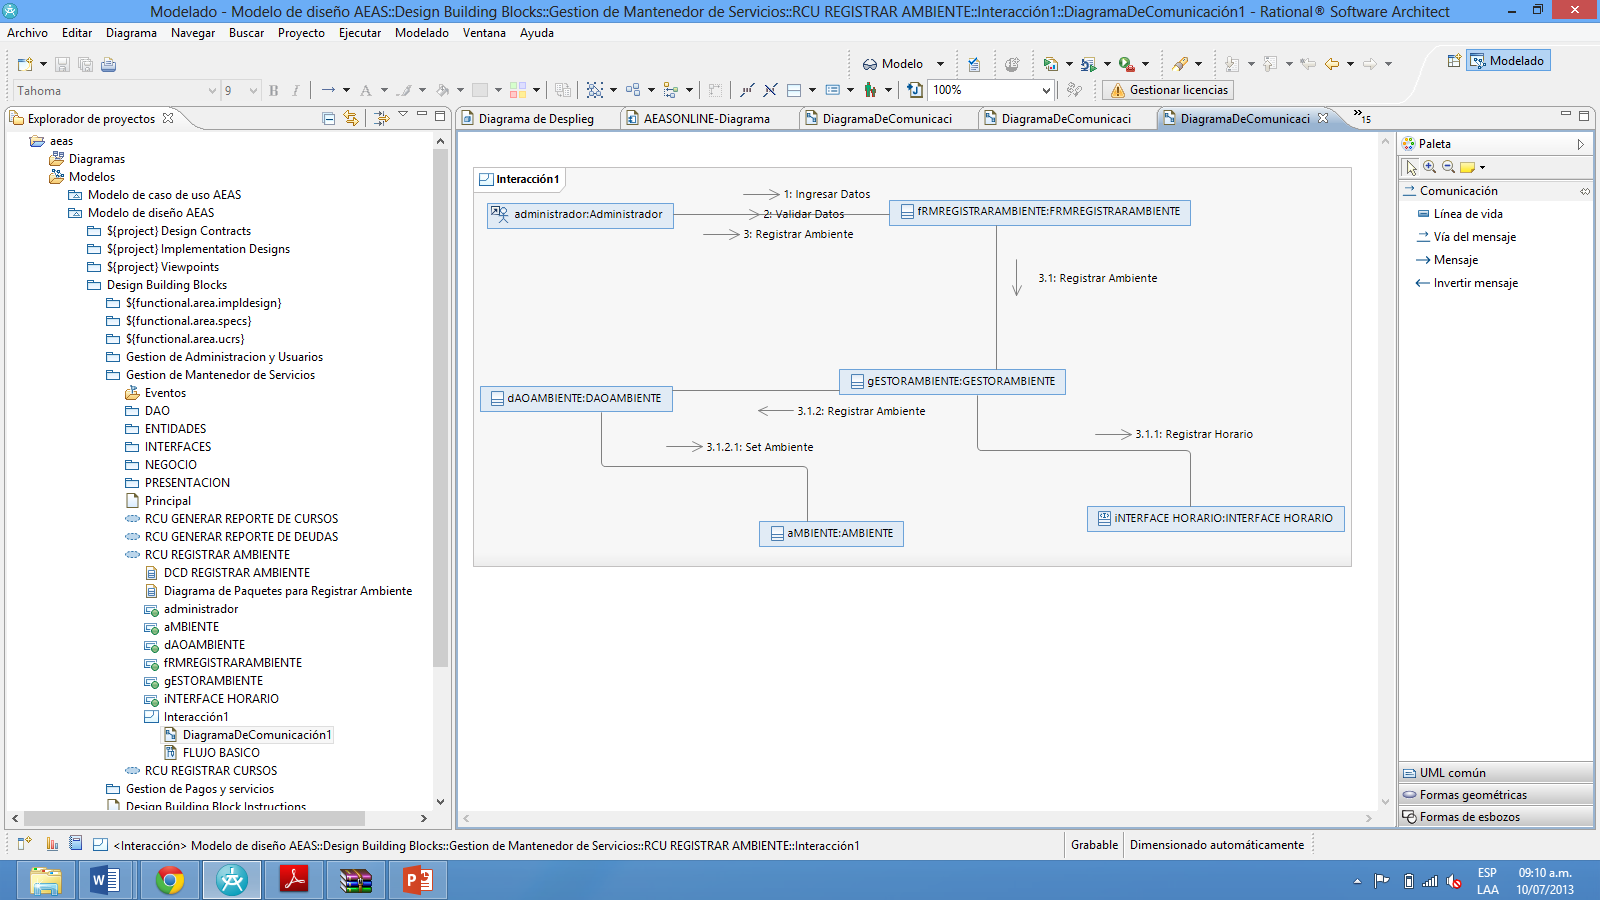 Modelado - Modelo de diseño AEAS::Design Building Blocks::Gestion de Mantenedor de Servicios::RCU REGISTRAR AMBIENTE::Interacción1::DiagramaDeComunicación1 - Rational® Software Architect
Archivo Editar Diagrama Navegar Buscar Proyecto Ejecutar Modelado Ventana Ayuda
Modelo
Modelado
Tahoma 9 B I A 100% Gestionar licencias
Explorador de proyectos
Diagrama de Desplieg AEASONLINE-Diagrama DiagramaDeComunicaci DiagramaDeComunicaci DiagramaDeComunicaci »15
aeas
Diagramas
Modelos
Modelo de caso de uso AEAS
Modelo de diseño AEAS
${project} Design Contracts
${project} Implementation Designs
${project} Viewpoints
Design Building Blocks
${functional.area.impldesign}
${functional.area.specs}
${functional.area.ucrs}
Gestion de Administracion y Usuarios
Gestion de Mantenedor de Servicios
Eventos
DAO
ENTIDADES
INTERFACES
NEGOCIO
PRESENTACION
Principal
RCU GENERAR REPORTE DE CURSOS
RCU GENERAR REPORTE DE DEUDAS
RCU REGISTRAR AMBIENTE
DCD REGISTRAR AMBIENTE
Diagrama de Paquetes para Registrar Ambiente
administrador
aMBIENTE
dAOAMBIENTE
fRMREGISTRARAMBIENTE
gESTORAMBIENTE
iNTERFACE HORARIO
Interacción1
DiagramaDeComunicación1
FLUJO BASICO
RCU REGISTRAR CURSOS
Gestion de Pagos y servicios
Design Building Block Instructions
Interacción1
1: Ingresar Datos
administrador:Administrador
2: Validar Datos
fRMREGISTRARAMBIENTE:FRMREGISTRARAMBIENTE
3: Registrar Ambiente
3.1: Registrar Ambiente
gESTORAMBIENTE:GESTORAMBIENTE
dAOAMBIENTE:DAOAMBIENTE
3.1.2: Registrar Ambiente
3.1.1: Registrar Horario
3.1.2.1: Set Ambiente
iNTERFACE HORARIO:INTERFACE HORARIO
aMBIENTE:AMBIENTE
Paleta
Comunicación
Línea de vida
Vía del mensaje
Mensaje
Invertir mensaje
UML común
Formas geométricas
Formas de esbozos
<Interacción> Modelo de diseño AEAS::Design Building Blocks::Gestion de Mantenedor de Servicios::RCU REGISTRAR AMBIENTE::Interacción1
Grabable
Dimensionado automáticamente
ESP
LAA
09:10 a.m.
10/07/2013